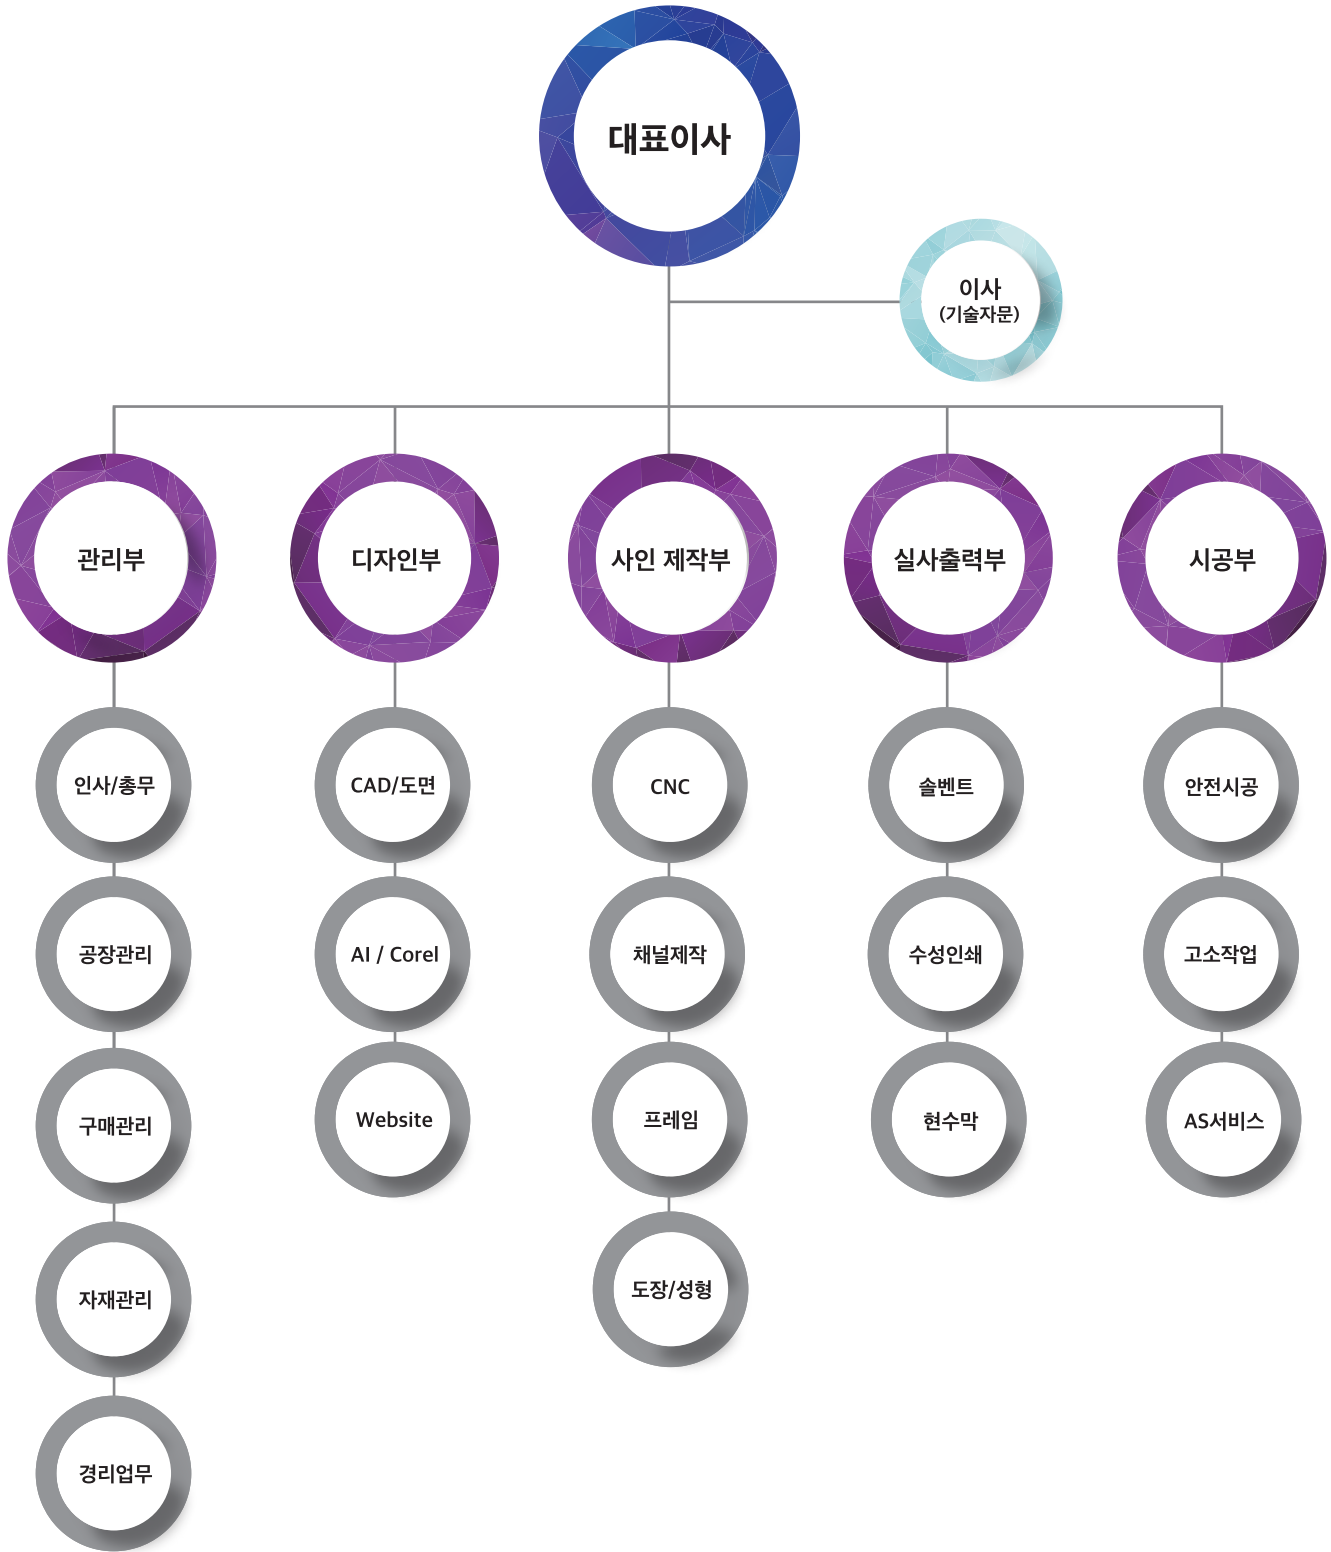 대표이사
이사
(기술자문)
관리부
디자인부
사인 제작부
실사출력부
시공부
인사/총무
CAD/도면
CNC
솔벤트
안전시공
공장관리
AI / Corel
채널제작
수성인쇄
고소작업
구매관리
Website
프레임
현수막
AS서비스
자재관리
도장/성형
경리업무